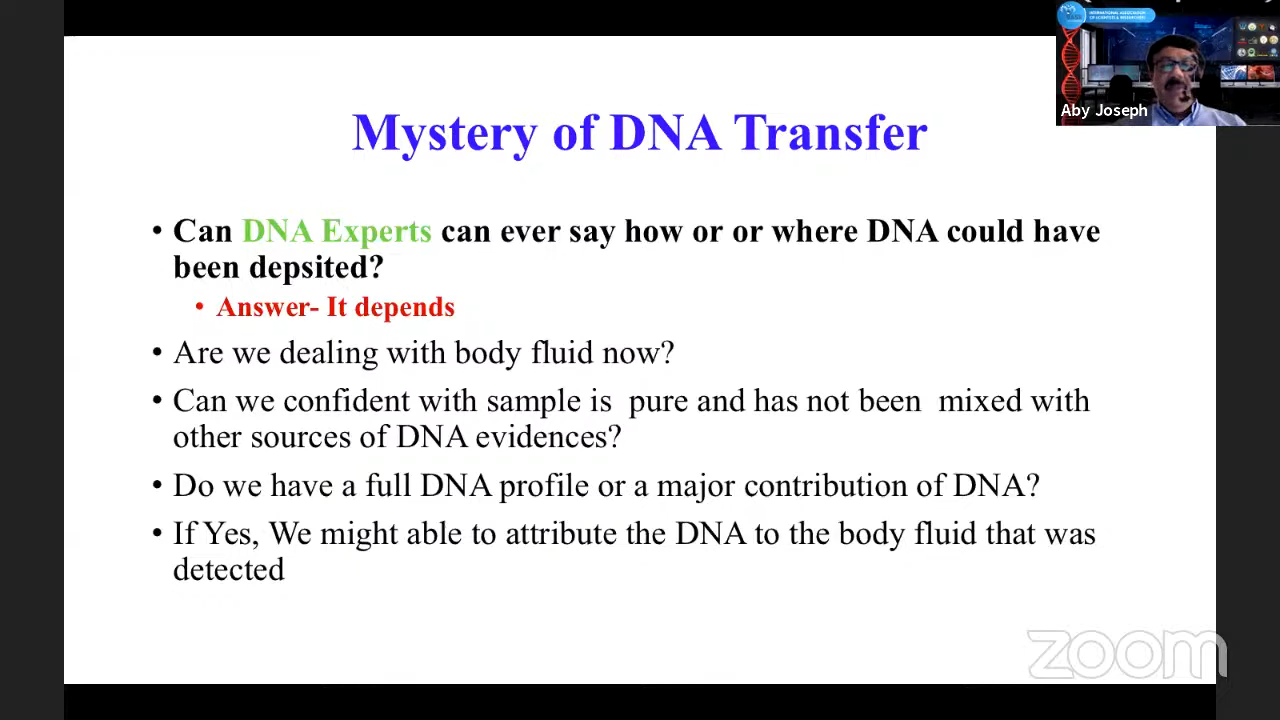 INTERNATIONAL ASSOCIATION
Aby Joseph
Mystery of DNA Transfer
• Can DNA Experts can ever say how or or where DNA could have
been depsited?
• Answer- It depends
• Are we dealing with body fluid now?
• Can we confident with sample is pure and has not been mixed with
other sources of DNA evidences?
• Do we have a full DNA profile or a major contribution of DNA?
• If Yes, We might able to attribute the DNA to the body fluid that was
detected
zoom